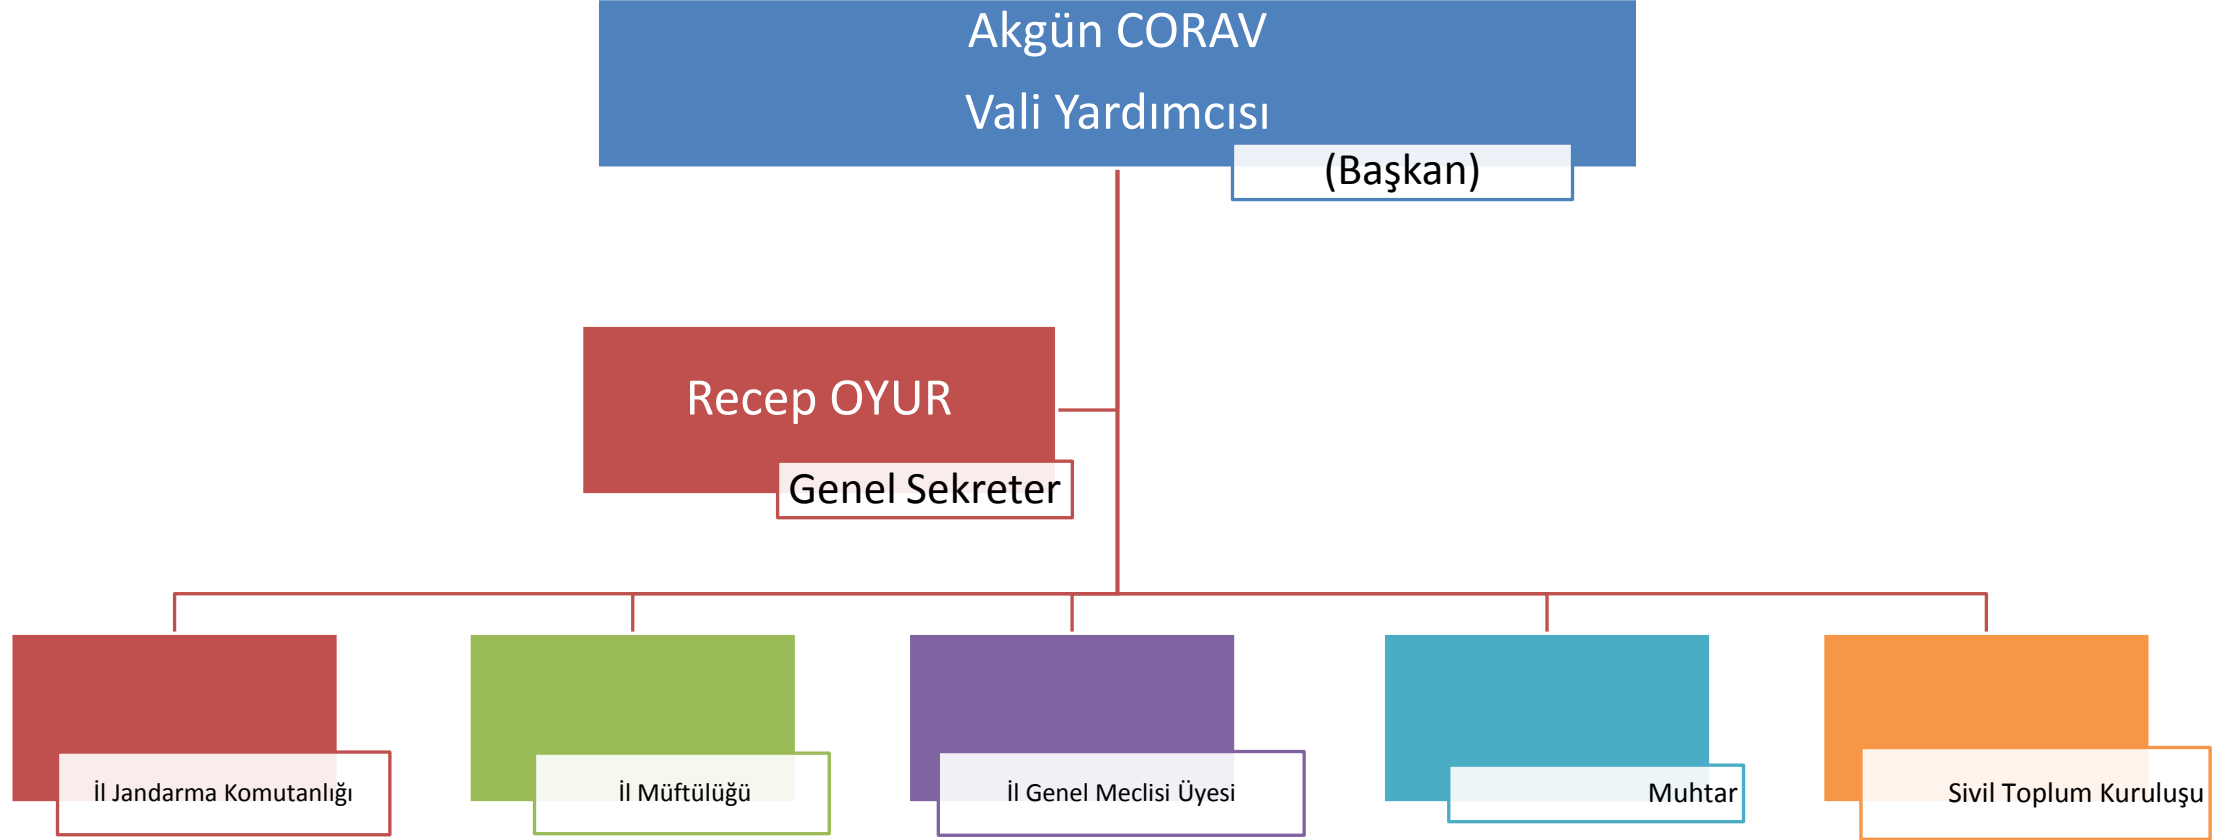 Akgün CORAV
Vali Yardımcısı
(Başkan)
Recep OYUR
Genel Sekreter
İl Jandarma Komutanlığı
İl Müftülüğü
İl Genel Meclisi Üyesi
Muhtar
Sivil Toplum Kuruluşu